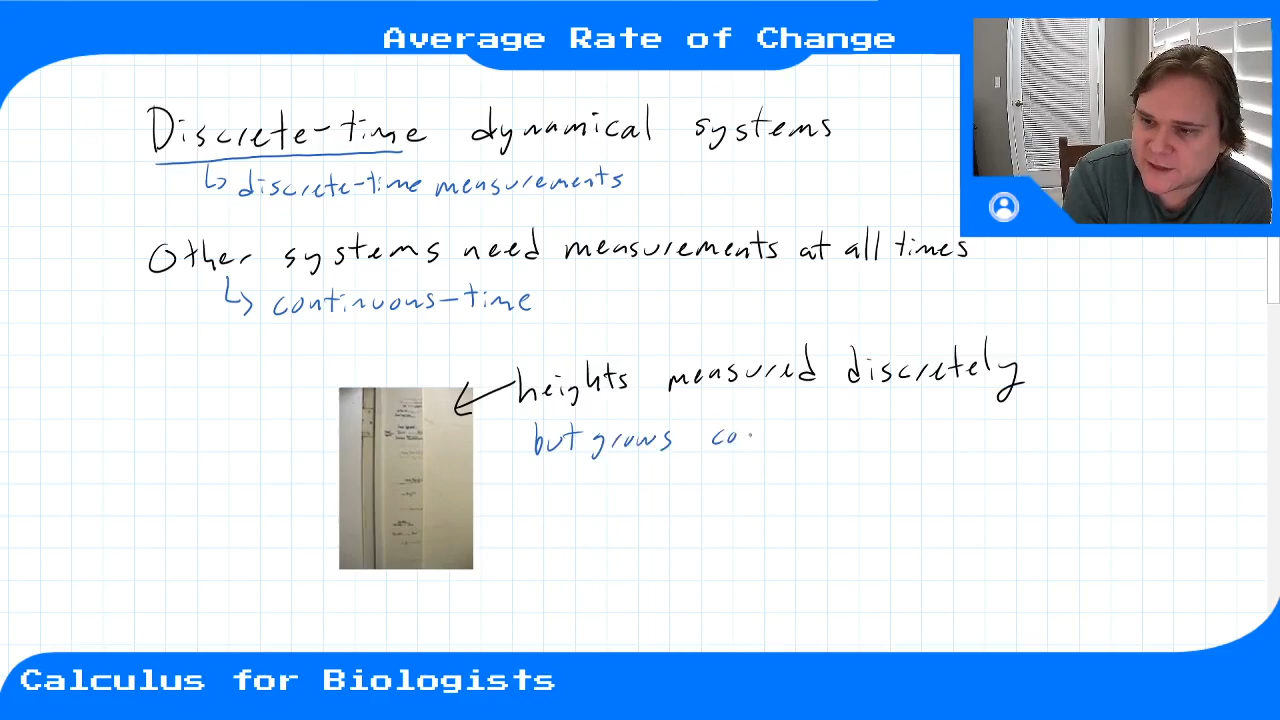 Average Rate of Change
Discrete-time dynamical systems
↳ discrete-time measurements
Other systems need measurements at all times
↳ continuous-time
heights measured discretely
but grows co
Calculus for Biologists